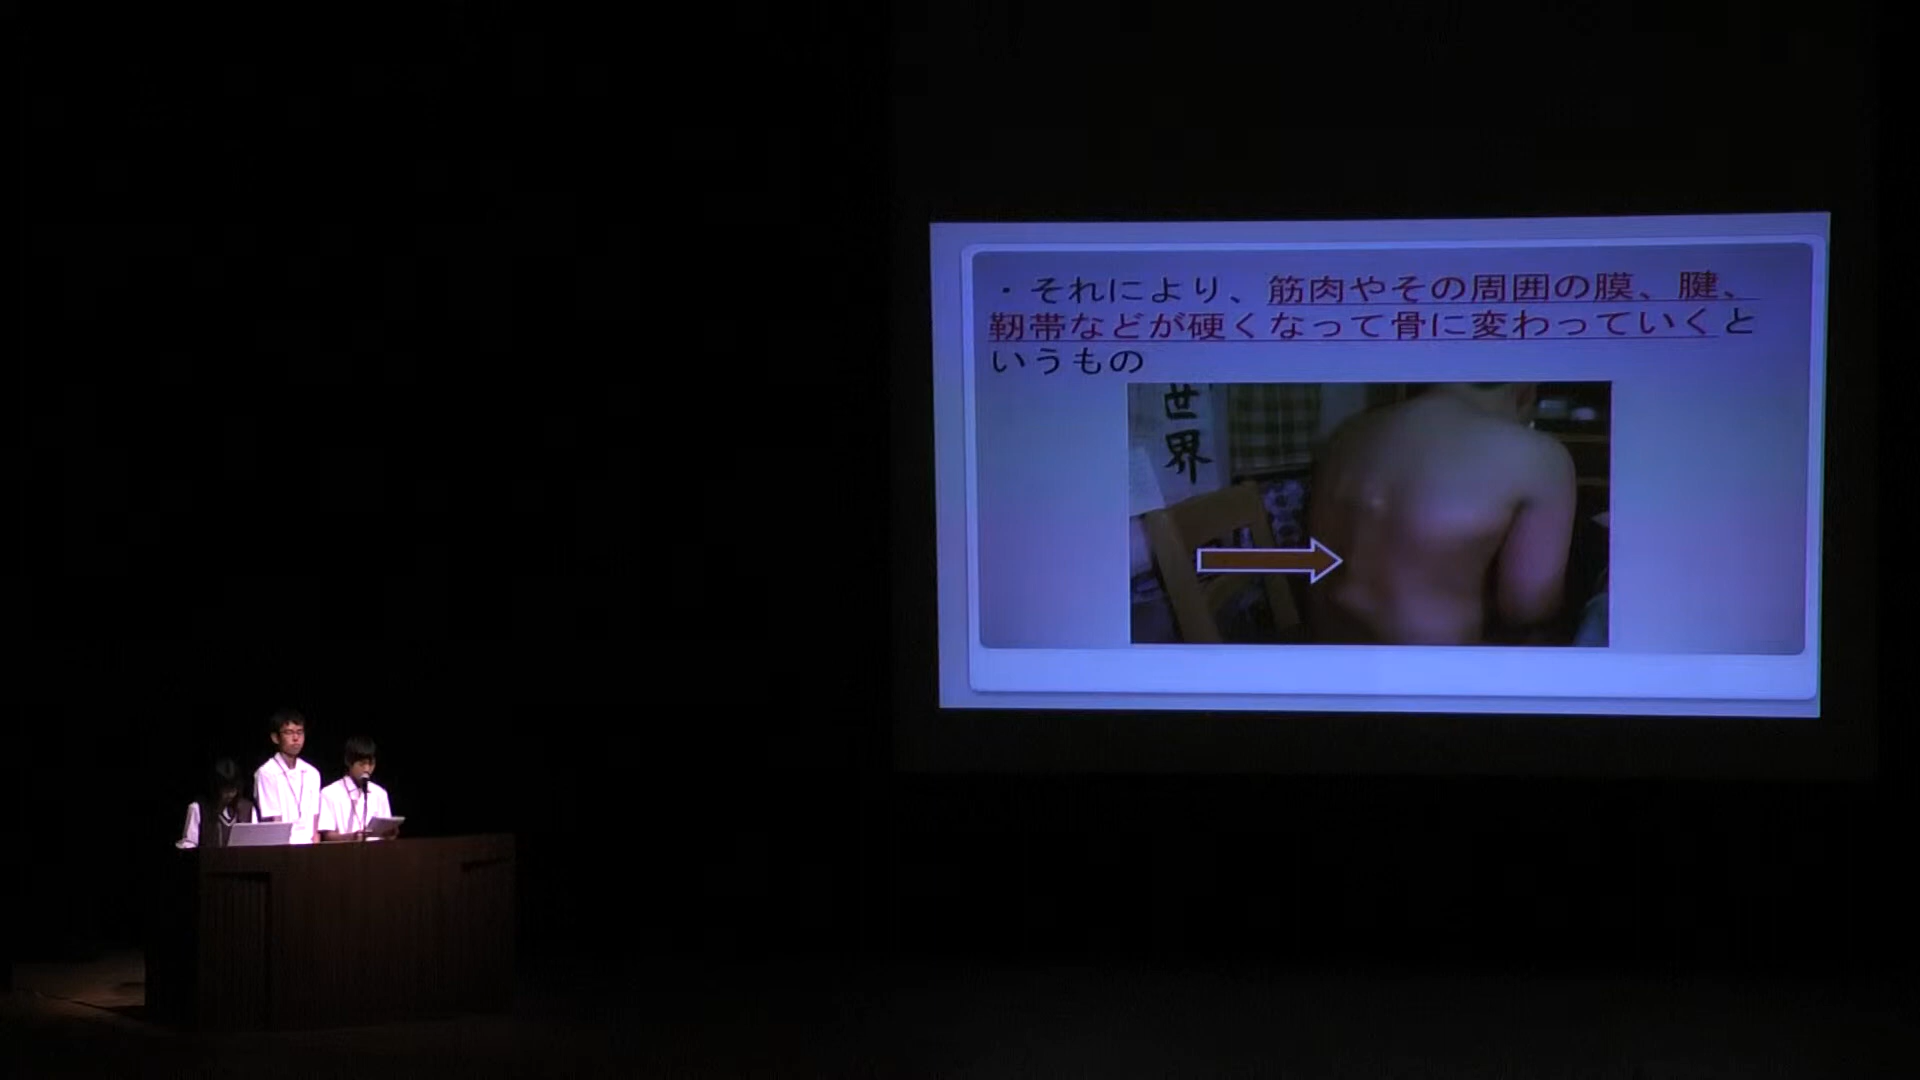 ・それにより、筋肉やその周囲の膜、腱、
靭帯などが硬くなって骨に変わっていくと
いうもの
世界